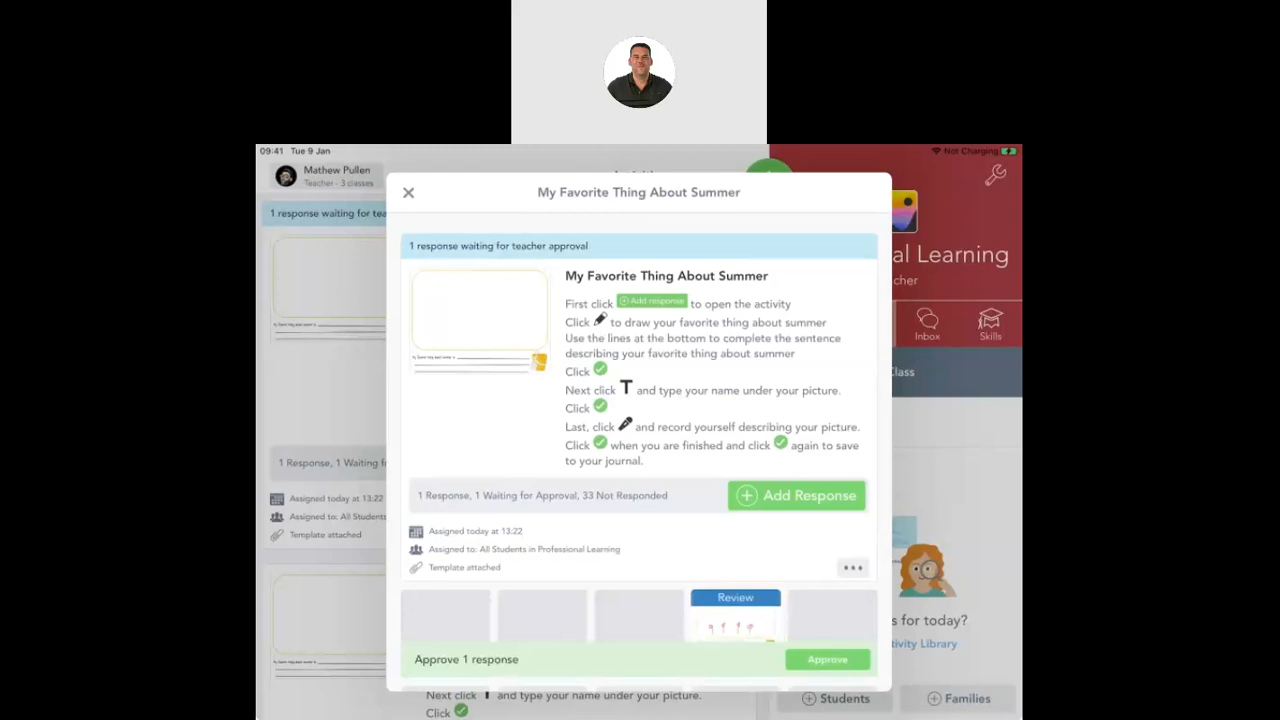 09:41 Tue 9 Jan
Not Charging
Mathew Pullen
Teacher - 3 classes
My Favorite Thing About Summer
1 response waiting for tea
1 response waiting for teacher approval
al Learning
cher
My Favorite Thing About Summer
First click Add response to open the activity
Click to draw your favorite thing about summer
Use the lines at the bottom to complete the sentence
describing your favorite thing about summer
Click
Next click T and type your name under your picture.
Click
Last, click and record yourself describing your picture.
Click when you are finished and click again to save
to your journal.
Inbox
Skills
Class
1 Response, 1 Waiting f
1 Response, 1 Waiting for Approval, 33 Not Responded
Add Response
Assigned today at 13:22
Assigned to: All Students
Template attached
Assigned today at 13:22
Assigned to: All Students in Professional Learning
Template attached
Review
Approve 1 response
Approve
s for today?
tivity Library
Next click T and type your name under your picture.
Click
Students
Families